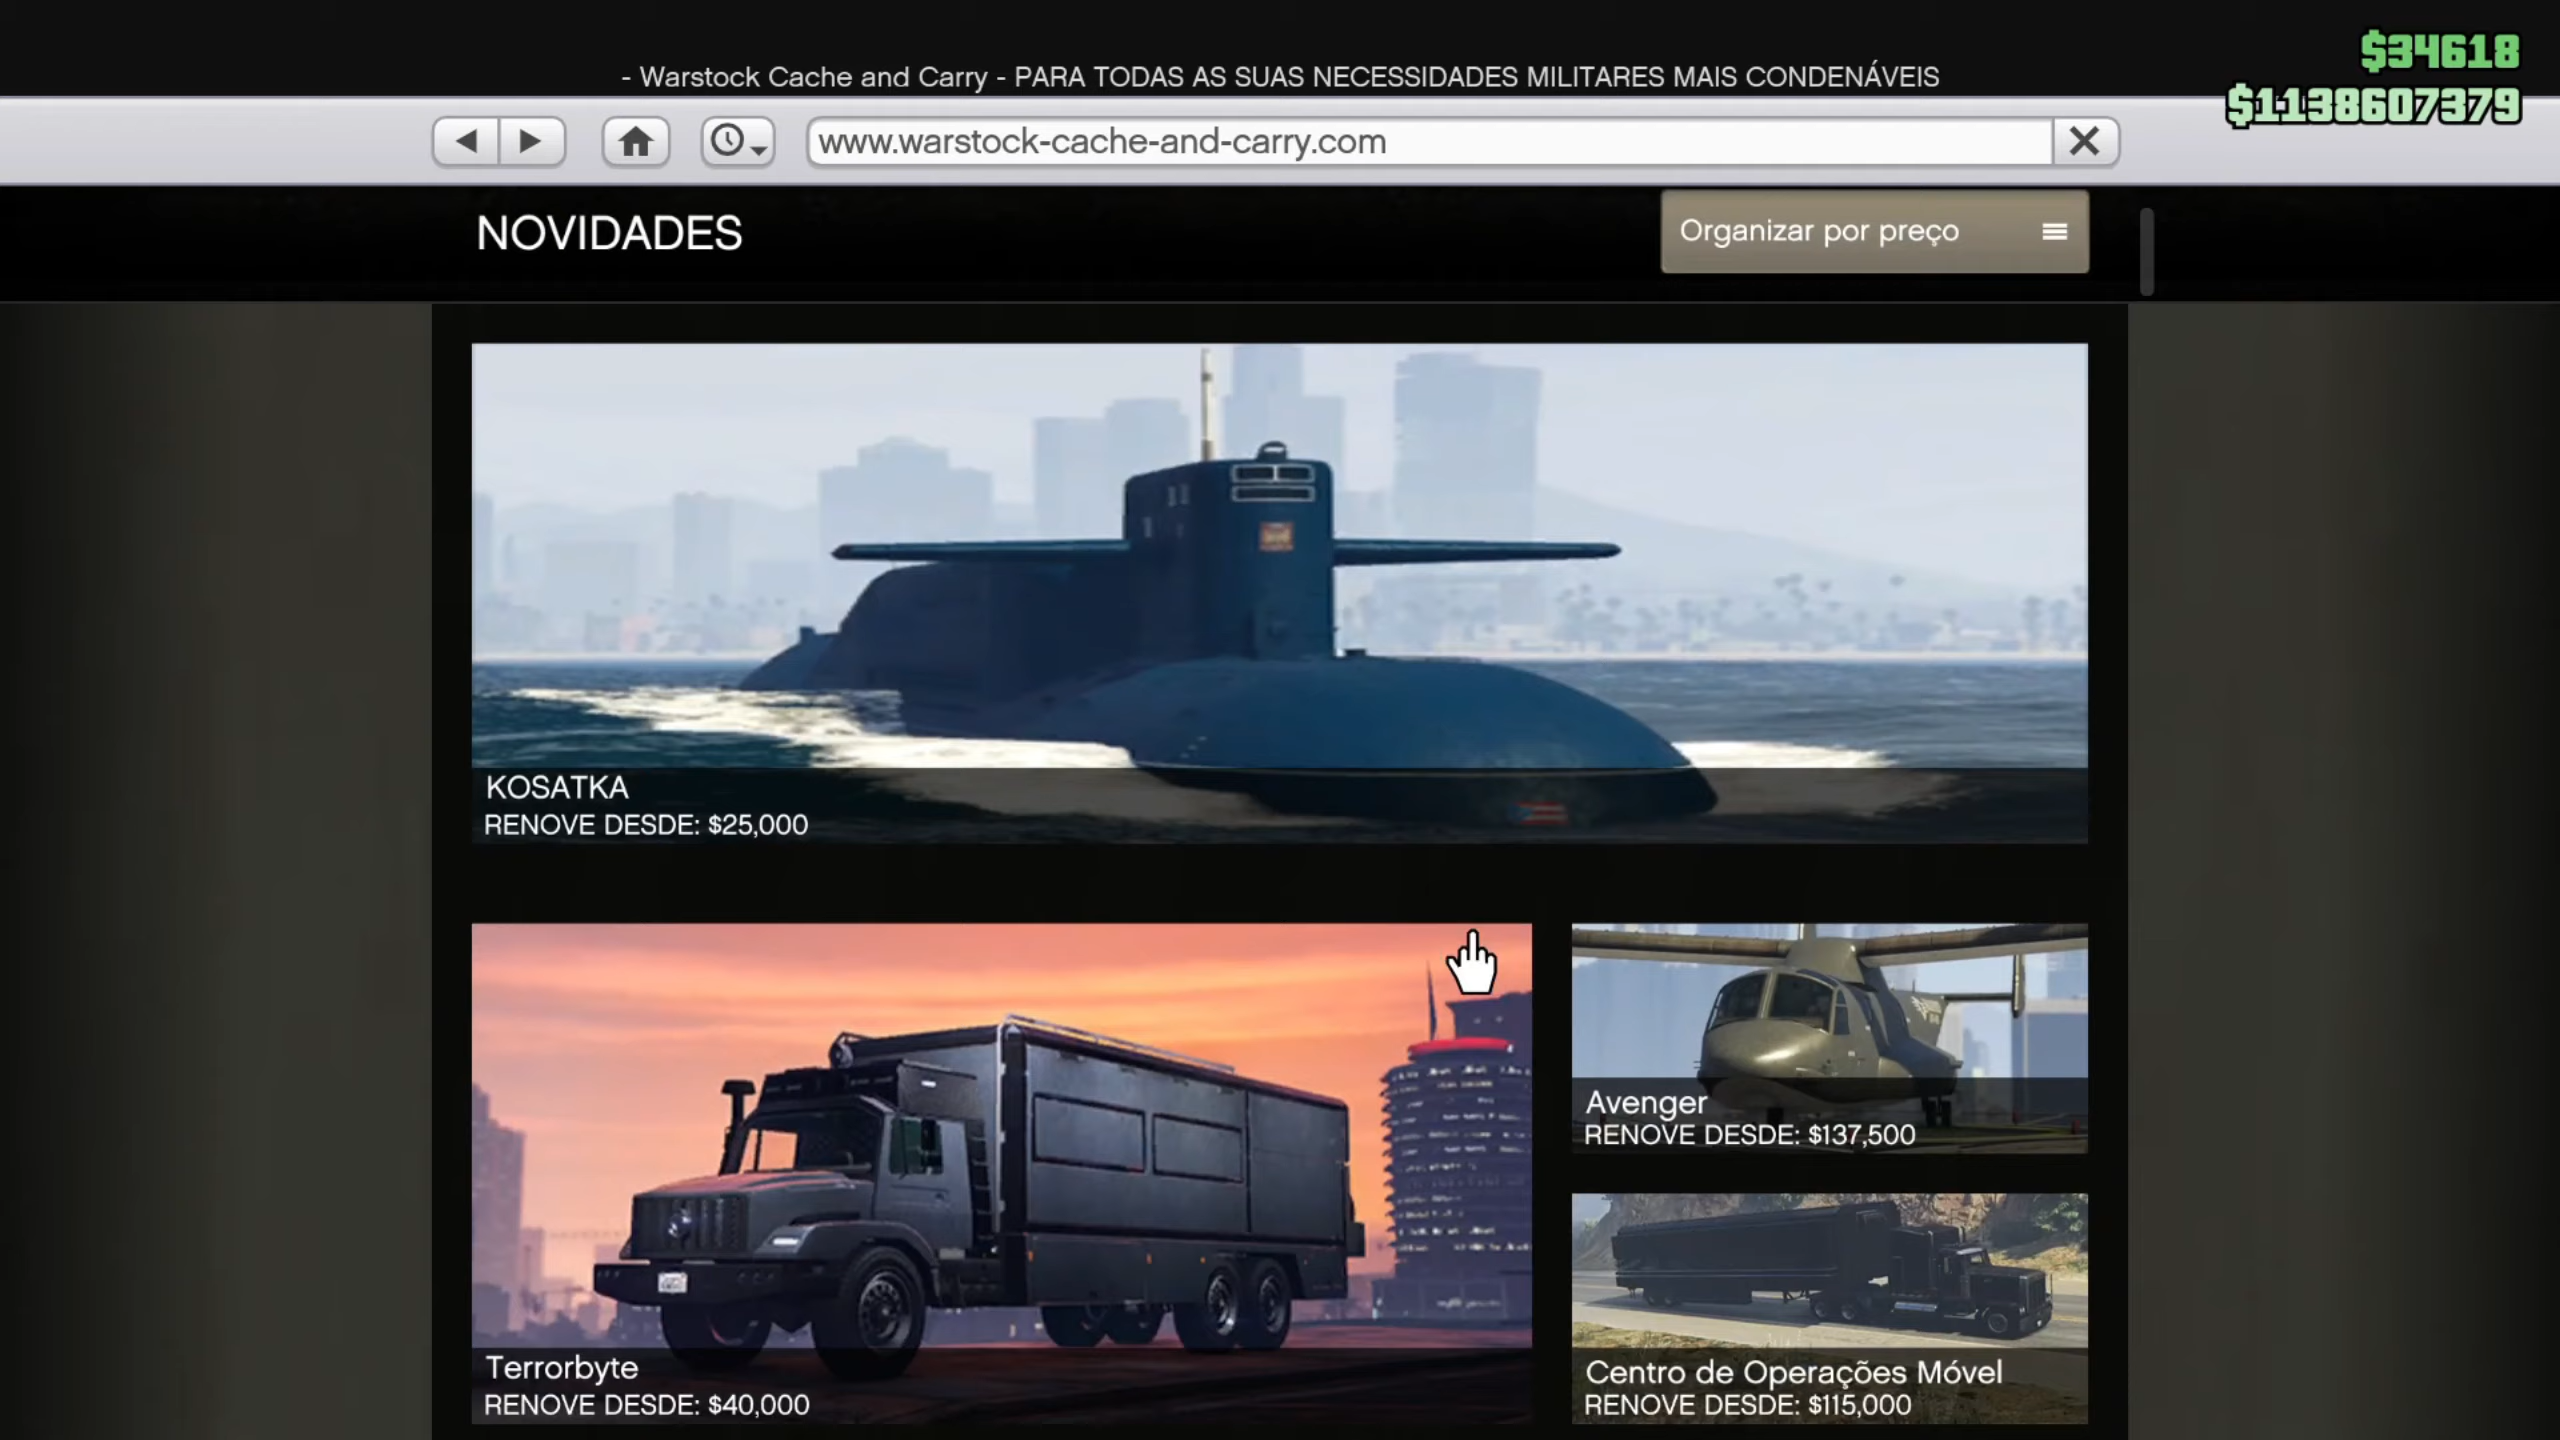 - Warstock Cache and Carry - PARA TODAS AS SUAS NECESSIDADES MILITARES MAIS CONDENÁVEIS
$34618
$1138607379
www.warstock-cache-and-carry.com
NOVIDADES
Organizar por preço
KOSATKA
RENOVE DESDE: $25,000
Terrorbyte
RENOVE DESDE: $40,000
Avenger
RENOVE DESDE: $137,500
Centro de Operações Móvel
RENOVE DESDE: $115,000